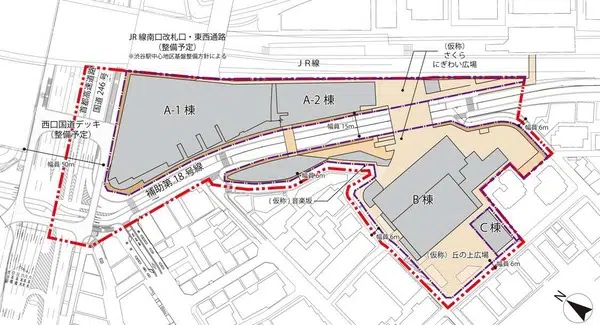 JR線南口改札口・東西通路
(整備予定)
※渋谷駅中心地区基盤整備方針による
JR線
(仮称)
さくら
にぎわい広場
首都高速道路
国道246号
西口国道デッキ
(整備予定)
幅員50m
A-1棟
A-2棟
幅員15m
幅員6m
補助第18号線
幅員6m
(仮称)音楽坂
幅員6m
幅員6m
B棟
C棟
(仮称)丘の上広場
幅員6m
N